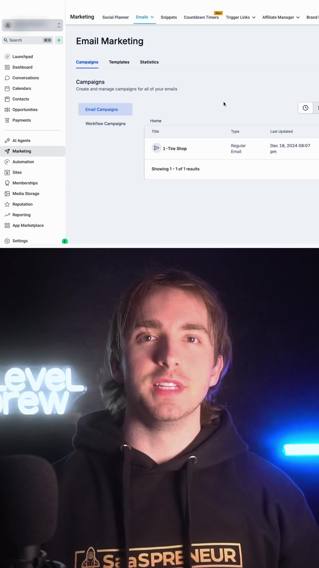 Marketing
Social Planner
Emails
Snippets
Countdown Timers
Trigger Links
Affiliate Manager
Brand
Search
⌘K
Email Marketing
Launchpad
Dashboard
Conversations
Calendars
Contacts
Opportunities
Payments
AI Agents
Marketing
Automation
Sites
Memberships
Media Storage
Reputation
Reporting
App Marketplace
Settings
Campaigns
Templates
Statistics
Campaigns
Create and manage campaigns for all of your emails
Email Campaigns
Workflow Campaigns
Home
Title
Type
Last Updated
1 -Tire Shop
Regular
Email
Dec 18, 2024 08:07
pm
Showing 1 - 1 of 1 results
Level
brew
SaaSPRENEUR